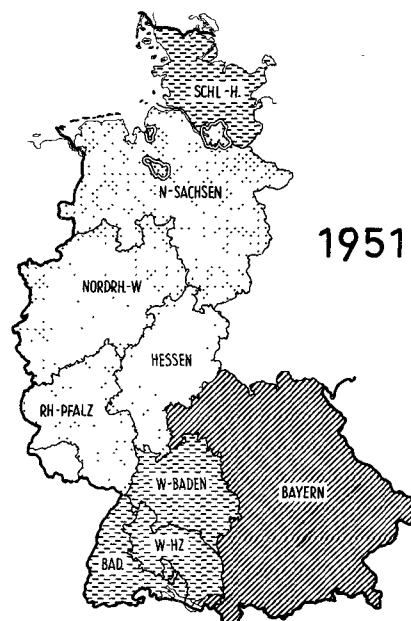 SCHL-H.
N-SACHSEN
1951
NORDRH-W
HESSEN
RH-PFALZ
W-BADEN
BAYERN
W-HZ
BAD.